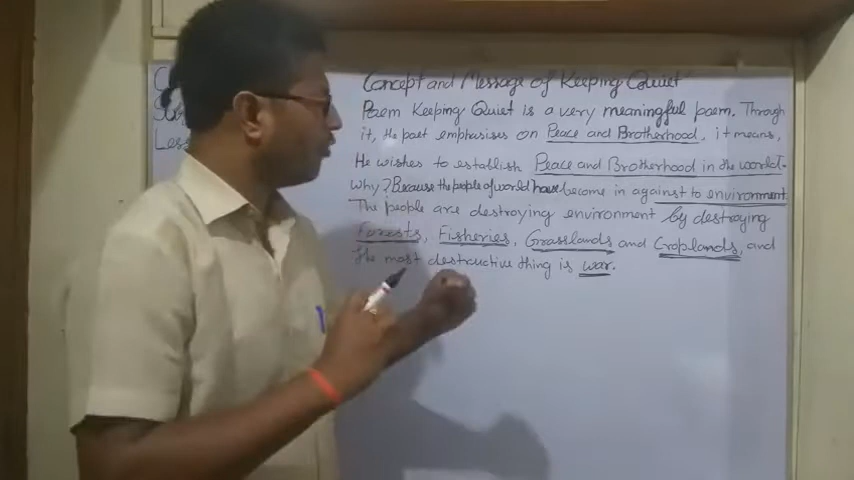 Concept and Message of Keeping Quiet
Poem Keeping Quiet is a very meaningful poem. Through
it, the poet emphasises on Peace and Brotherhood, it means,
He wishes to establish Peace and Brotherhood in the world.
why? Because the people of world have become in against to environment.
The people are destroying environment by destroying
Forests, Fisheries, Grasslands and Croplands, and
the most destructive thing is war.
Les